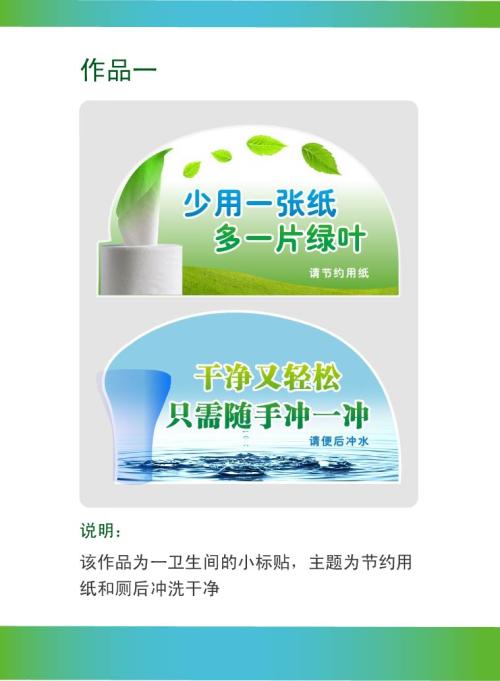 作品一
少用一张纸
多一片绿叶
请节约用纸
干净又轻松
只需随手冲一冲
请便后冲水
说明：
该作品为一卫生间的小标贴，主题为节约用
纸和厕后冲洗干净